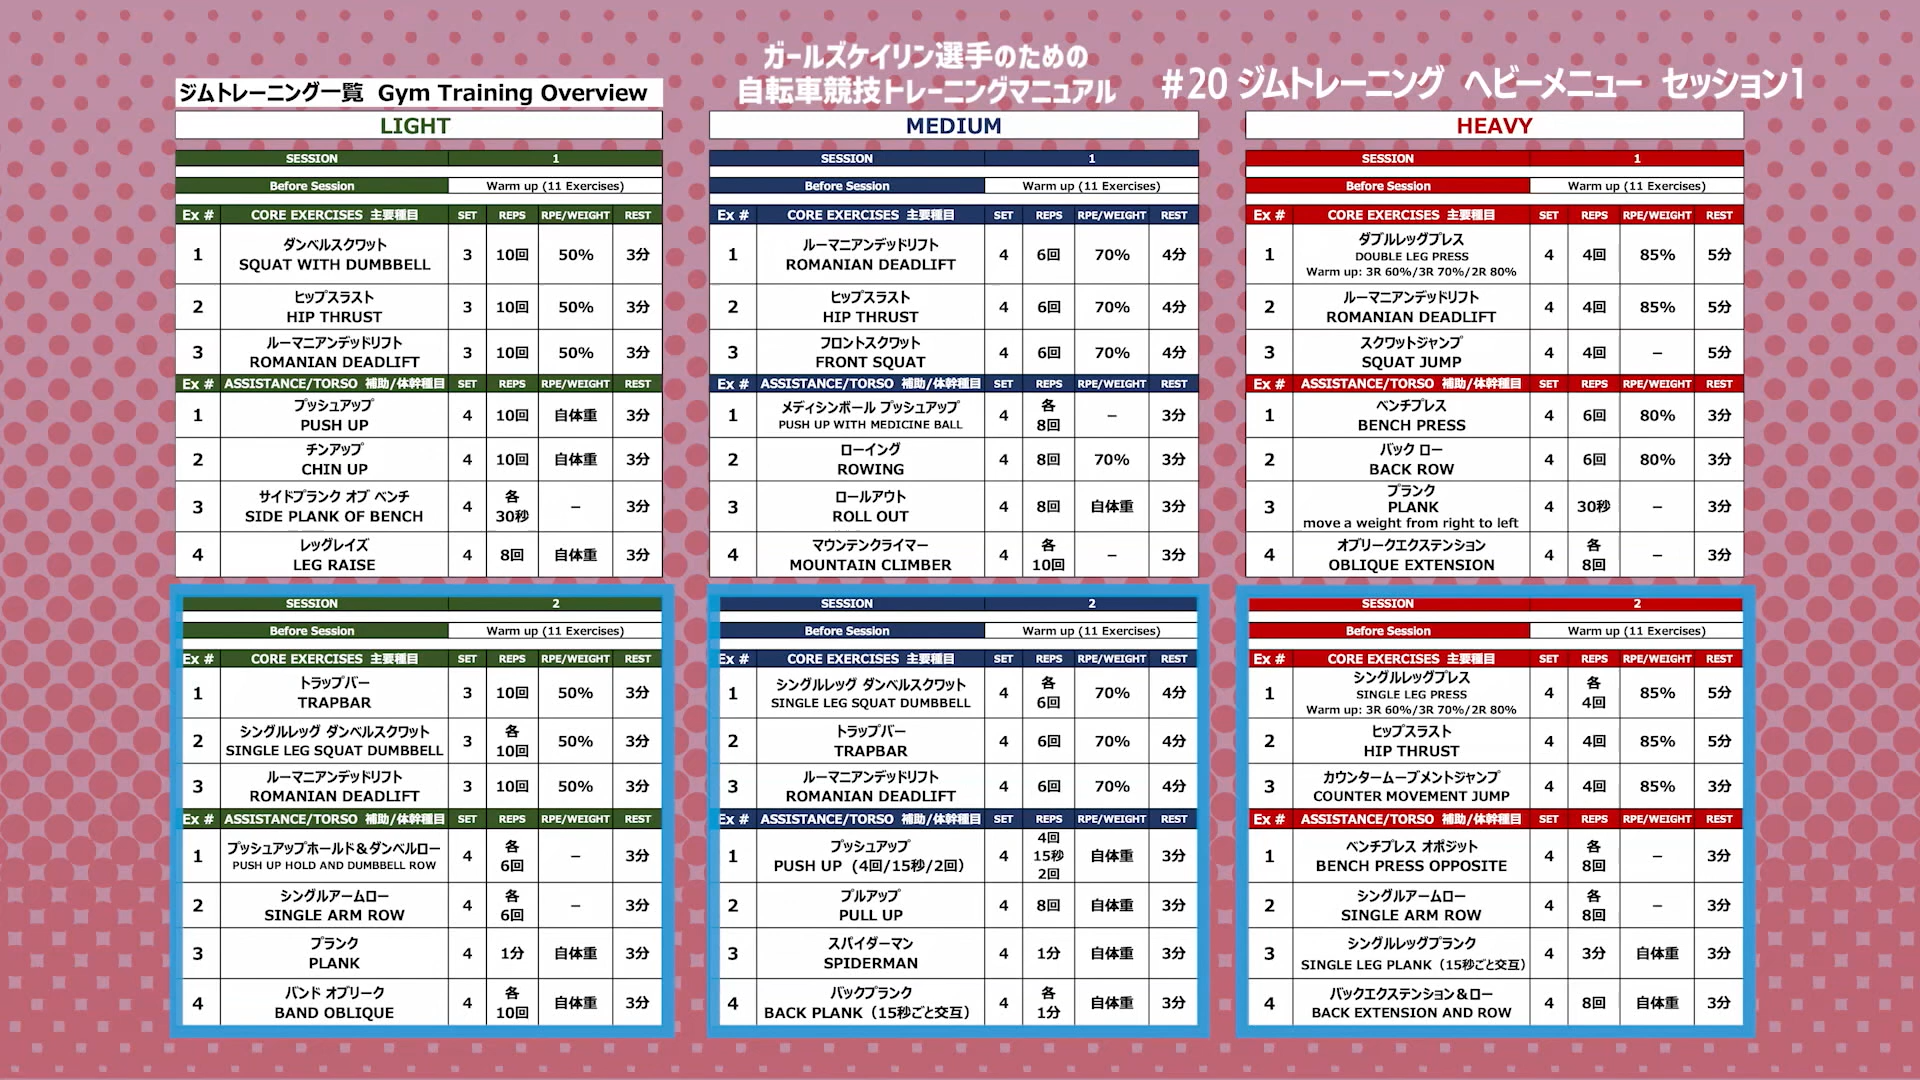 ガールズケイリン選手のための
自転車競技トレーニングマニュアル
#20 ジムトレーニング ヘビーメニュー セッション1
ジムトレーニング一覧 Gym Training Overview
LIGHT
SESSION 1
Before Session Warm up (11 Exercises)
Ex # CORE EXERCISES 主要種目 SET REPS RPE/WEIGHT REST
1 ダンベルスクワット SQUAT WITH DUMBBELL 3 10回 50% 3分
2 ヒップスラスト HIP THRUST 3 10回 50% 3分
3 ルーマニアンデッドリフト ROMANIAN DEADLIFT 3 10回 50% 3分
Ex # ASSISTANCE/TORSO 補助/体幹種目 SET REPS RPE/WEIGHT REST
1 プッシュアップ PUSH UP 4 10回 自体重 3分
2 チンアップ CHIN UP 4 10回 自体重 3分
3 サイドプランク オブ ベンチ SIDE PLANK OF BENCH 4 各30秒 − 3分
4 レッグレイズ LEG RAISE 4 8回 自体重 3分
SESSION 2
Before Session Warm up (11 Exercises)
Ex # CORE EXERCISES 主要種目 SET REPS RPE/WEIGHT REST
1 トラップバー TRAPBAR 3 10回 50% 3分
2 シングルレッグ ダンベルスクワット SINGLE LEG SQUAT DUMBBELL 3 各10回 50% 3分
3 ルーマニアンデッドリフト ROMANIAN DEADLIFT 3 10回 50% 3分
Ex # ASSISTANCE/TORSO 補助/体幹種目 SET REPS RPE/WEIGHT REST
1 プッシュアップホールド＆ダンベルロー PUSH UP HOLD AND DUMBBELL ROW 4 各6回 − 3分
2 シングルアームロー SINGLE ARM ROW 4 各6回 − 3分
3 プランク PLANK 4 1分 自体重 3分
4 バンド オブリーク BAND OBLIQUE 4 各10回 自体重 3分
MEDIUM
SESSION 1
Before Session Warm up (11 Exercises)
Ex # CORE EXERCISES 主要種目 SET REPS RPE/WEIGHT REST
1 ルーマニアンデッドリフト ROMANIAN DEADLIFT 4 6回 70% 4分
2 ヒップスラスト HIP THRUST 4 6回 70% 4分
3 フロントスクワット FRONT SQUAT 4 6回 70% 4分
Ex # ASSISTANCE/TORSO 補助/体幹種目 SET REPS RPE/WEIGHT REST
1 メディシンボール プッシュアップ PUSH UP WITH MEDICINE BALL 4 各8回 − 3分
2 ローイング ROWING 4 8回 70% 3分
3 ロールアウト ROLL OUT 4 8回 自体重 3分
4 マウンテンクライマー MOUNTAIN CLIMBER 4 各10回 − 3分
SESSION 2
Before Session Warm up (11 Exercises)
Ex # CORE EXERCISES 主要種目 SET REPS RPE/WEIGHT REST
1 シングルレッグ ダンベルスクワット SINGLE LEG SQUAT DUMBBELL 4 各6回 70% 4分
2 トラップバー TRAPBAR 4 6回 70% 4分
3 ルーマニアンデッドリフト ROMANIAN DEADLIFT 4 6回 70% 4分
Ex # ASSISTANCE/TORSO 補助/体幹種目 SET REPS RPE/WEIGHT REST
1 プッシュアップ PUSH UP（4回/15秒/2回） 4 4回 15秒 2回 自体重 3分
2 プルアップ PULL UP 4 8回 自体重 3分
3 スパイダーマン SPIDERMAN 4 1分 自体重 3分
4 バックプランク BACK PLANK（15秒ごと交互） 4 各1分 自体重 3分
HEAVY
SESSION 1
Before Session Warm up (11 Exercises)
Ex # CORE EXERCISES 主要種目 SET REPS RPE/WEIGHT REST
1 ダブルレッグプレス DOUBLE LEG PRESS Warm up: 3R 60%/3R 70%/2R 80% 4 4回 85% 5分
2 ルーマニアンデッドリフト ROMANIAN DEADLIFT 4 4回 85% 5分
3 スクワットジャンプ SQUAT JUMP 4 4回 − 5分
Ex # ASSISTANCE/TORSO 補助/体幹種目 SET REPS RPE/WEIGHT REST
1 ベンチプレス BENCH PRESS 4 6回 80% 3分
2 バック ロー BACK ROW 4 6回 80% 3分
3 プランク PLANK move a weight from right to left 4 30秒 − 3分
4 オブリークエクステンション OBLIQUE EXTENSION 4 各8回 − 3分
SESSION 2
Before Session Warm up (11 Exercises)
Ex # CORE EXERCISES 主要種目 SET REPS RPE/WEIGHT REST
1 シングルレッグプレス SINGLE LEG PRESS Warm up: 3R 60%/3R 70%/2R 80% 4 各4回 85% 5分
2 ヒップスラスト HIP THRUST 4 4回 85% 5分
3 カウンタームーブメントジャンプ COUNTER MOVEMENT JUMP 4 4回 85% 3分
Ex # ASSISTANCE/TORSO 補助/体幹種目 SET REPS RPE/WEIGHT REST
1 ベンチプレス オポジット BENCH PRESS OPPOSITE 4 各8回 − 3分
2 シングルアームロー SINGLE ARM ROW 4 各8回 − 3分
3 シングルレッグプランク SINGLE LEG PLANK（15秒ごと交互） 4 3分 自体重 3分
4 バックエクステンション＆ロー BACK EXTENSION AND ROW 4 8回 自体重 3分